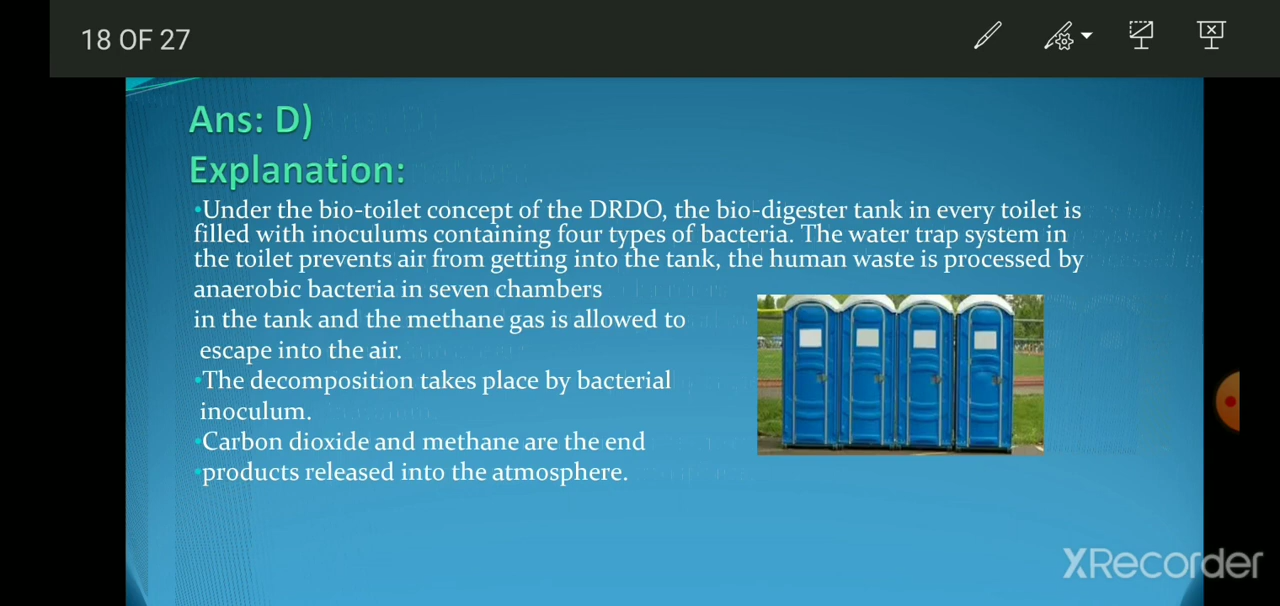 18 OF 27
Ans: D)
Explanation:
•Under the bio-toilet concept of the DRDO, the bio-digester tank in every toilet is
filled with inoculums containing four types of bacteria. The water trap system in
the toilet prevents air from getting into the tank, the human waste is processed by
anaerobic bacteria in seven chambers
in the tank and the methane gas is allowed to
escape into the air.
•The decomposition takes place by bacterial
inoculum.
•Carbon dioxide and methane are the end
•products released into the atmosphere.
XRecorder